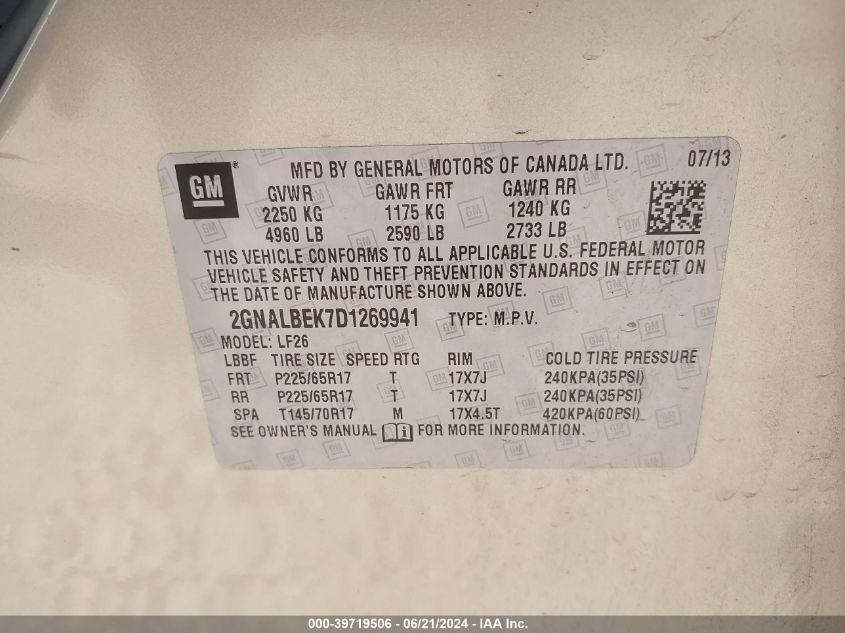 GM ® MFD BY GENERAL MOTORS OF CANADA LTD. 07/13
GVWR GAWR FRT GAWR RR
2250 KG 1175 KG 1240 KG
4960 LB 2590 LB 2733 LB
THIS VEHICLE CONFORMS TO ALL APPLICABLE U.S. FEDERAL MOTOR
VEHICLE SAFETY AND THEFT PREVENTION STANDARDS IN EFFECT ON
THE DATE OF MANUFACTURE SHOWN ABOVE.
2GNALBEK7D1269941 TYPE: M.P.V.
MODEL: LF26
LBBF TIRE SIZE SPEED RTG RIM COLD TIRE PRESSURE
FRT P225/65R17 T 17X7J 240KPA(35PSI)
RR P225/65R17 T 17X7J 240KPA(35PSI)
SPA T145/70R17 M 17X4.5T 420KPA(60PSI)
SEE OWNER'S MANUAL FOR MORE INFORMATION.
000-39719506 - 06/21/2024 - IAA Inc.